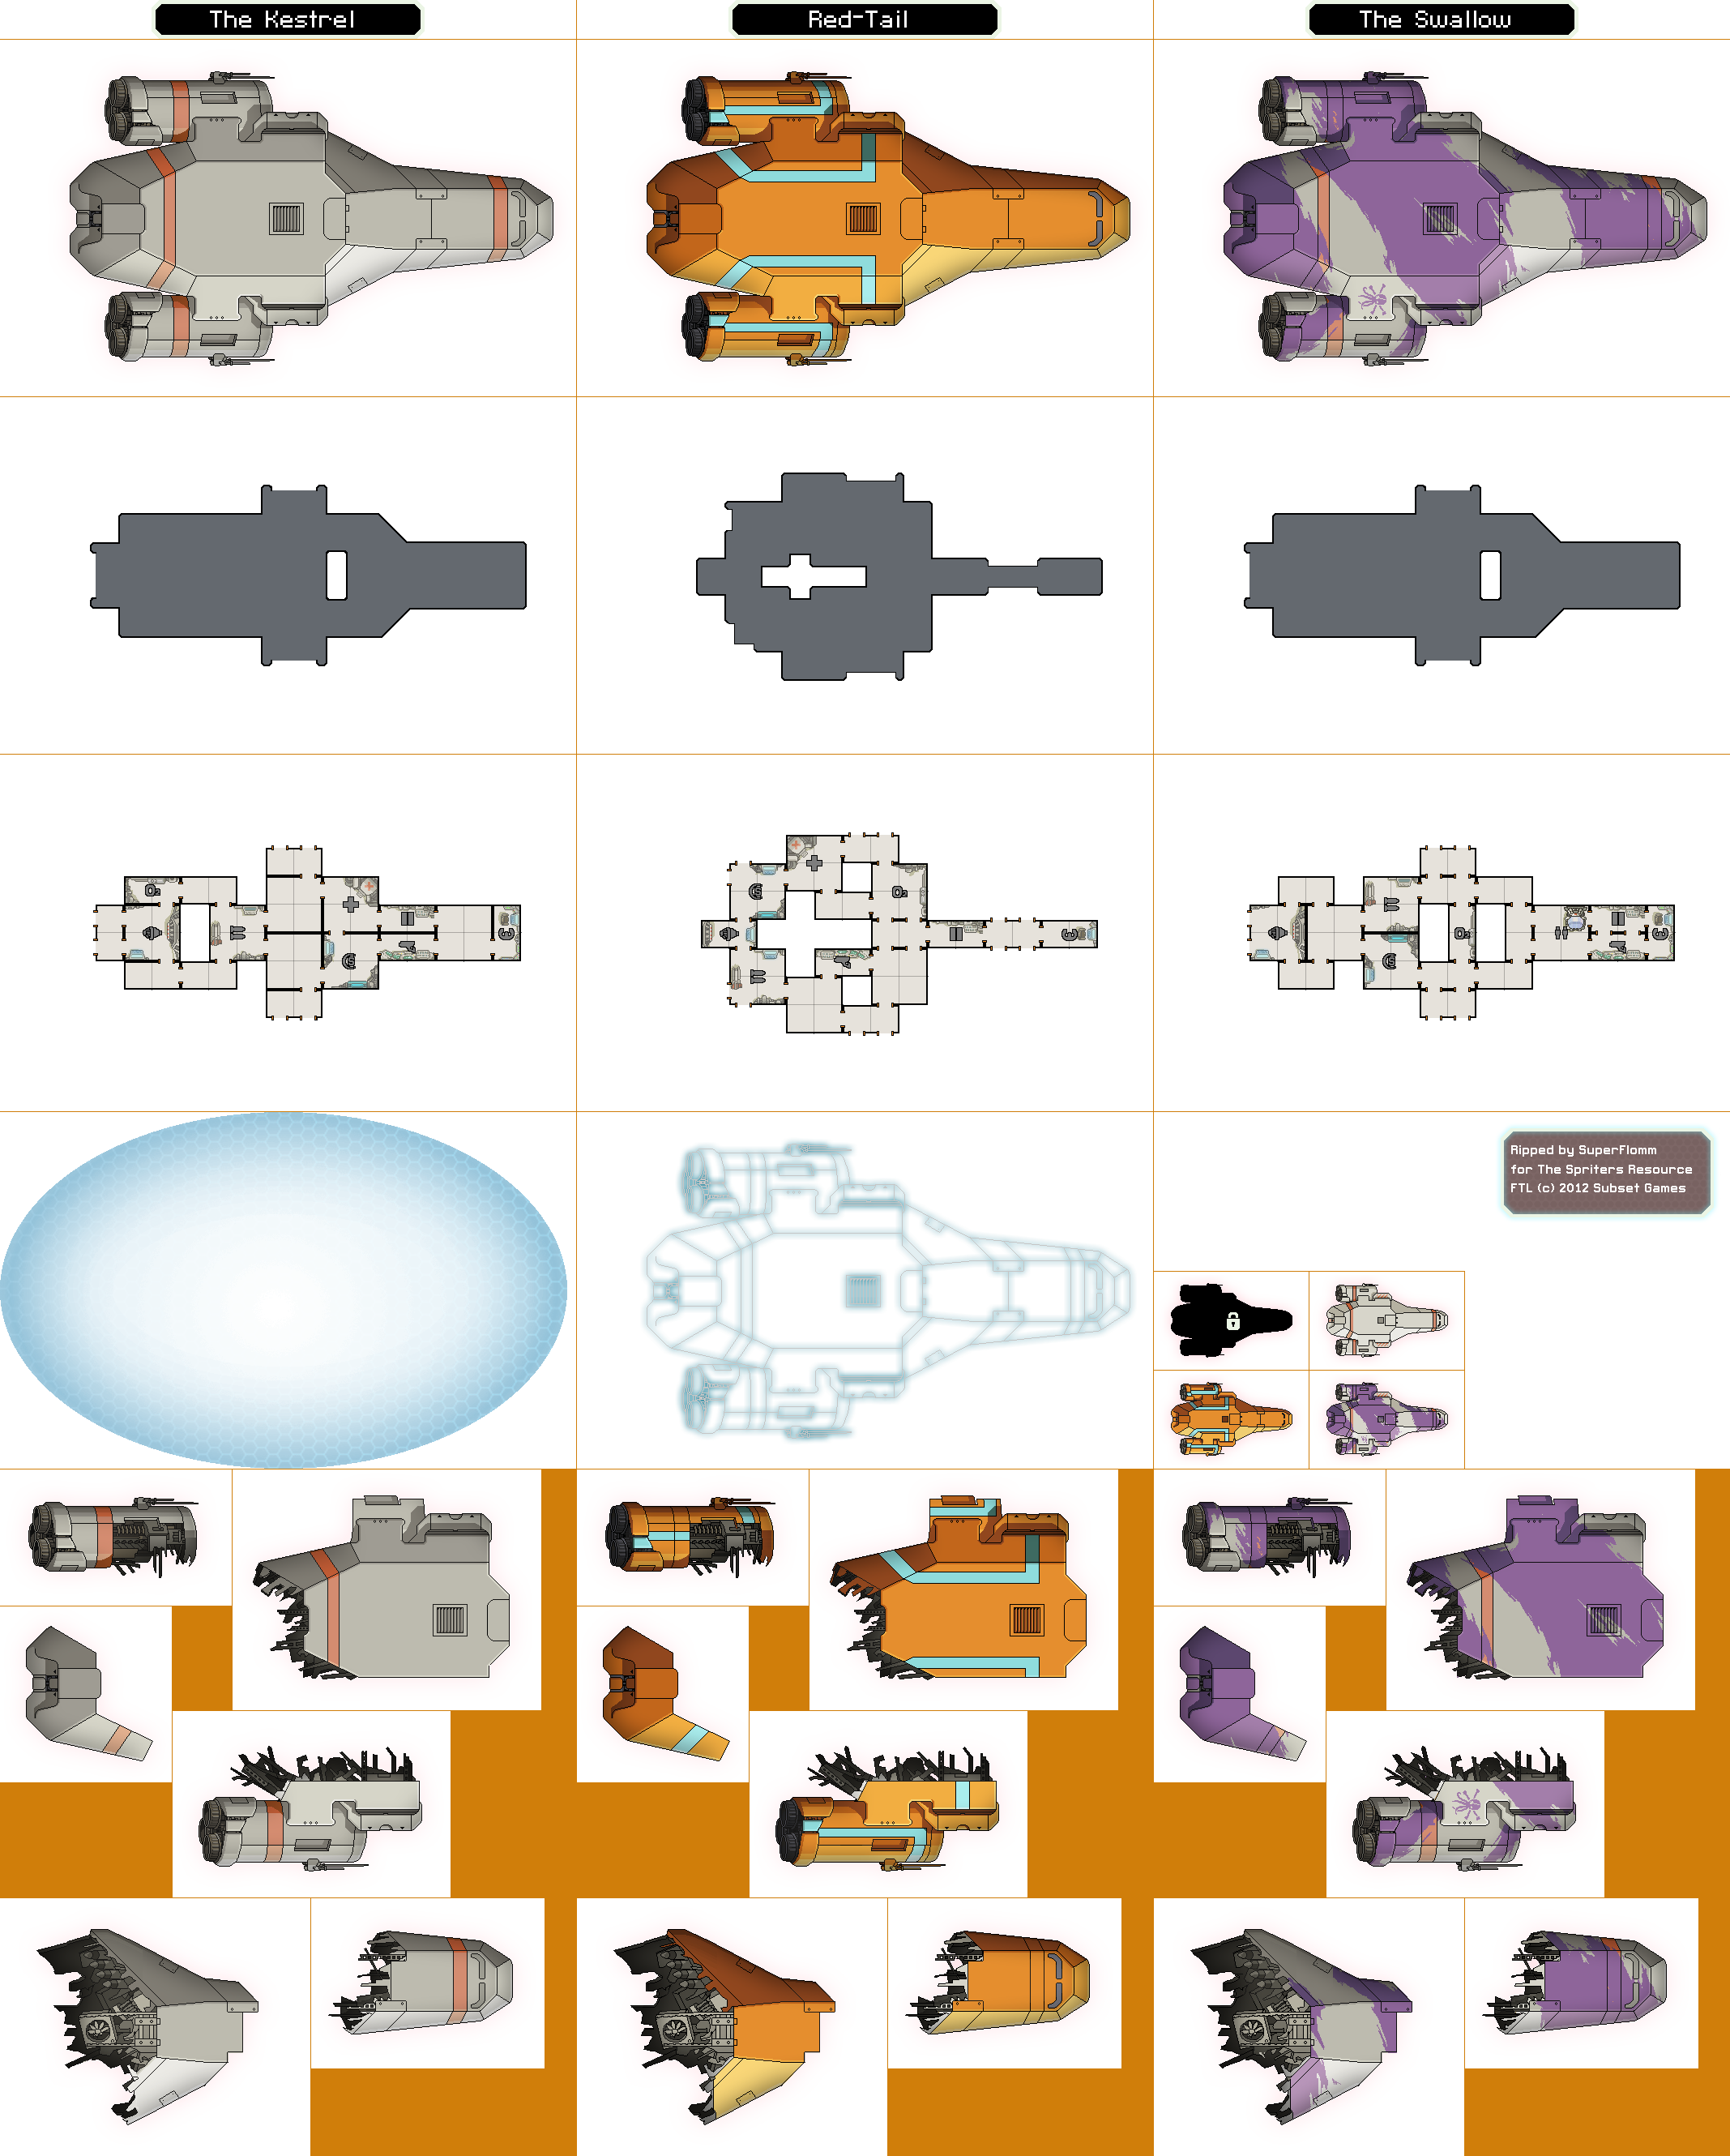 The Kestrel
Red-Tail
The Swallow
Ripped by SuperFlomm
for The Spriters Resource
FTL (c) 2012 Subset Games